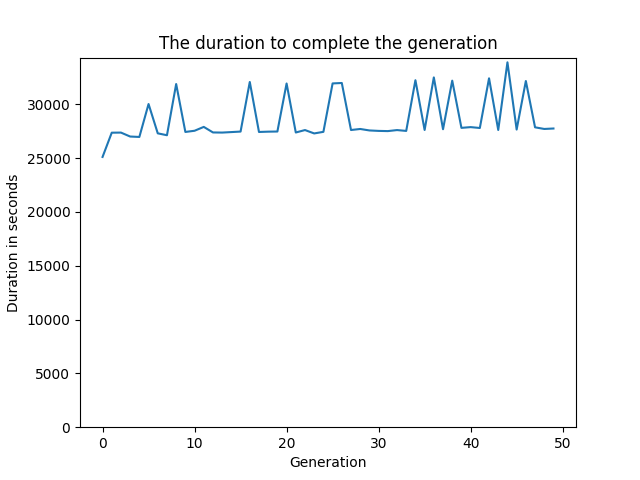 The duration to complete the generation
Duration in seconds
30000
25000
20000
15000
10000
5000
0
0 10 20 30 40 50
Generation